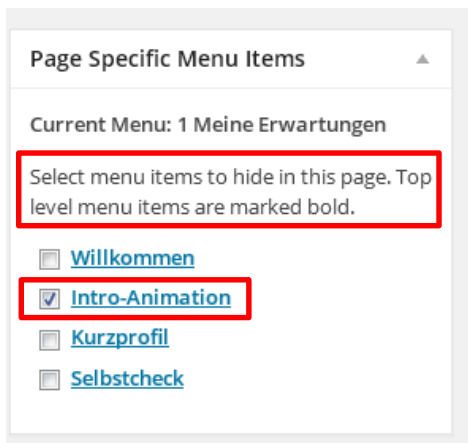 Page Specific Menu Items
Current Menu: 1 Meine Erwartungen
Select menu items to hide in this page. Top
level menu items are marked bold.
Willkommen
Intro-Animation
Kurzprofil
Selbstcheck